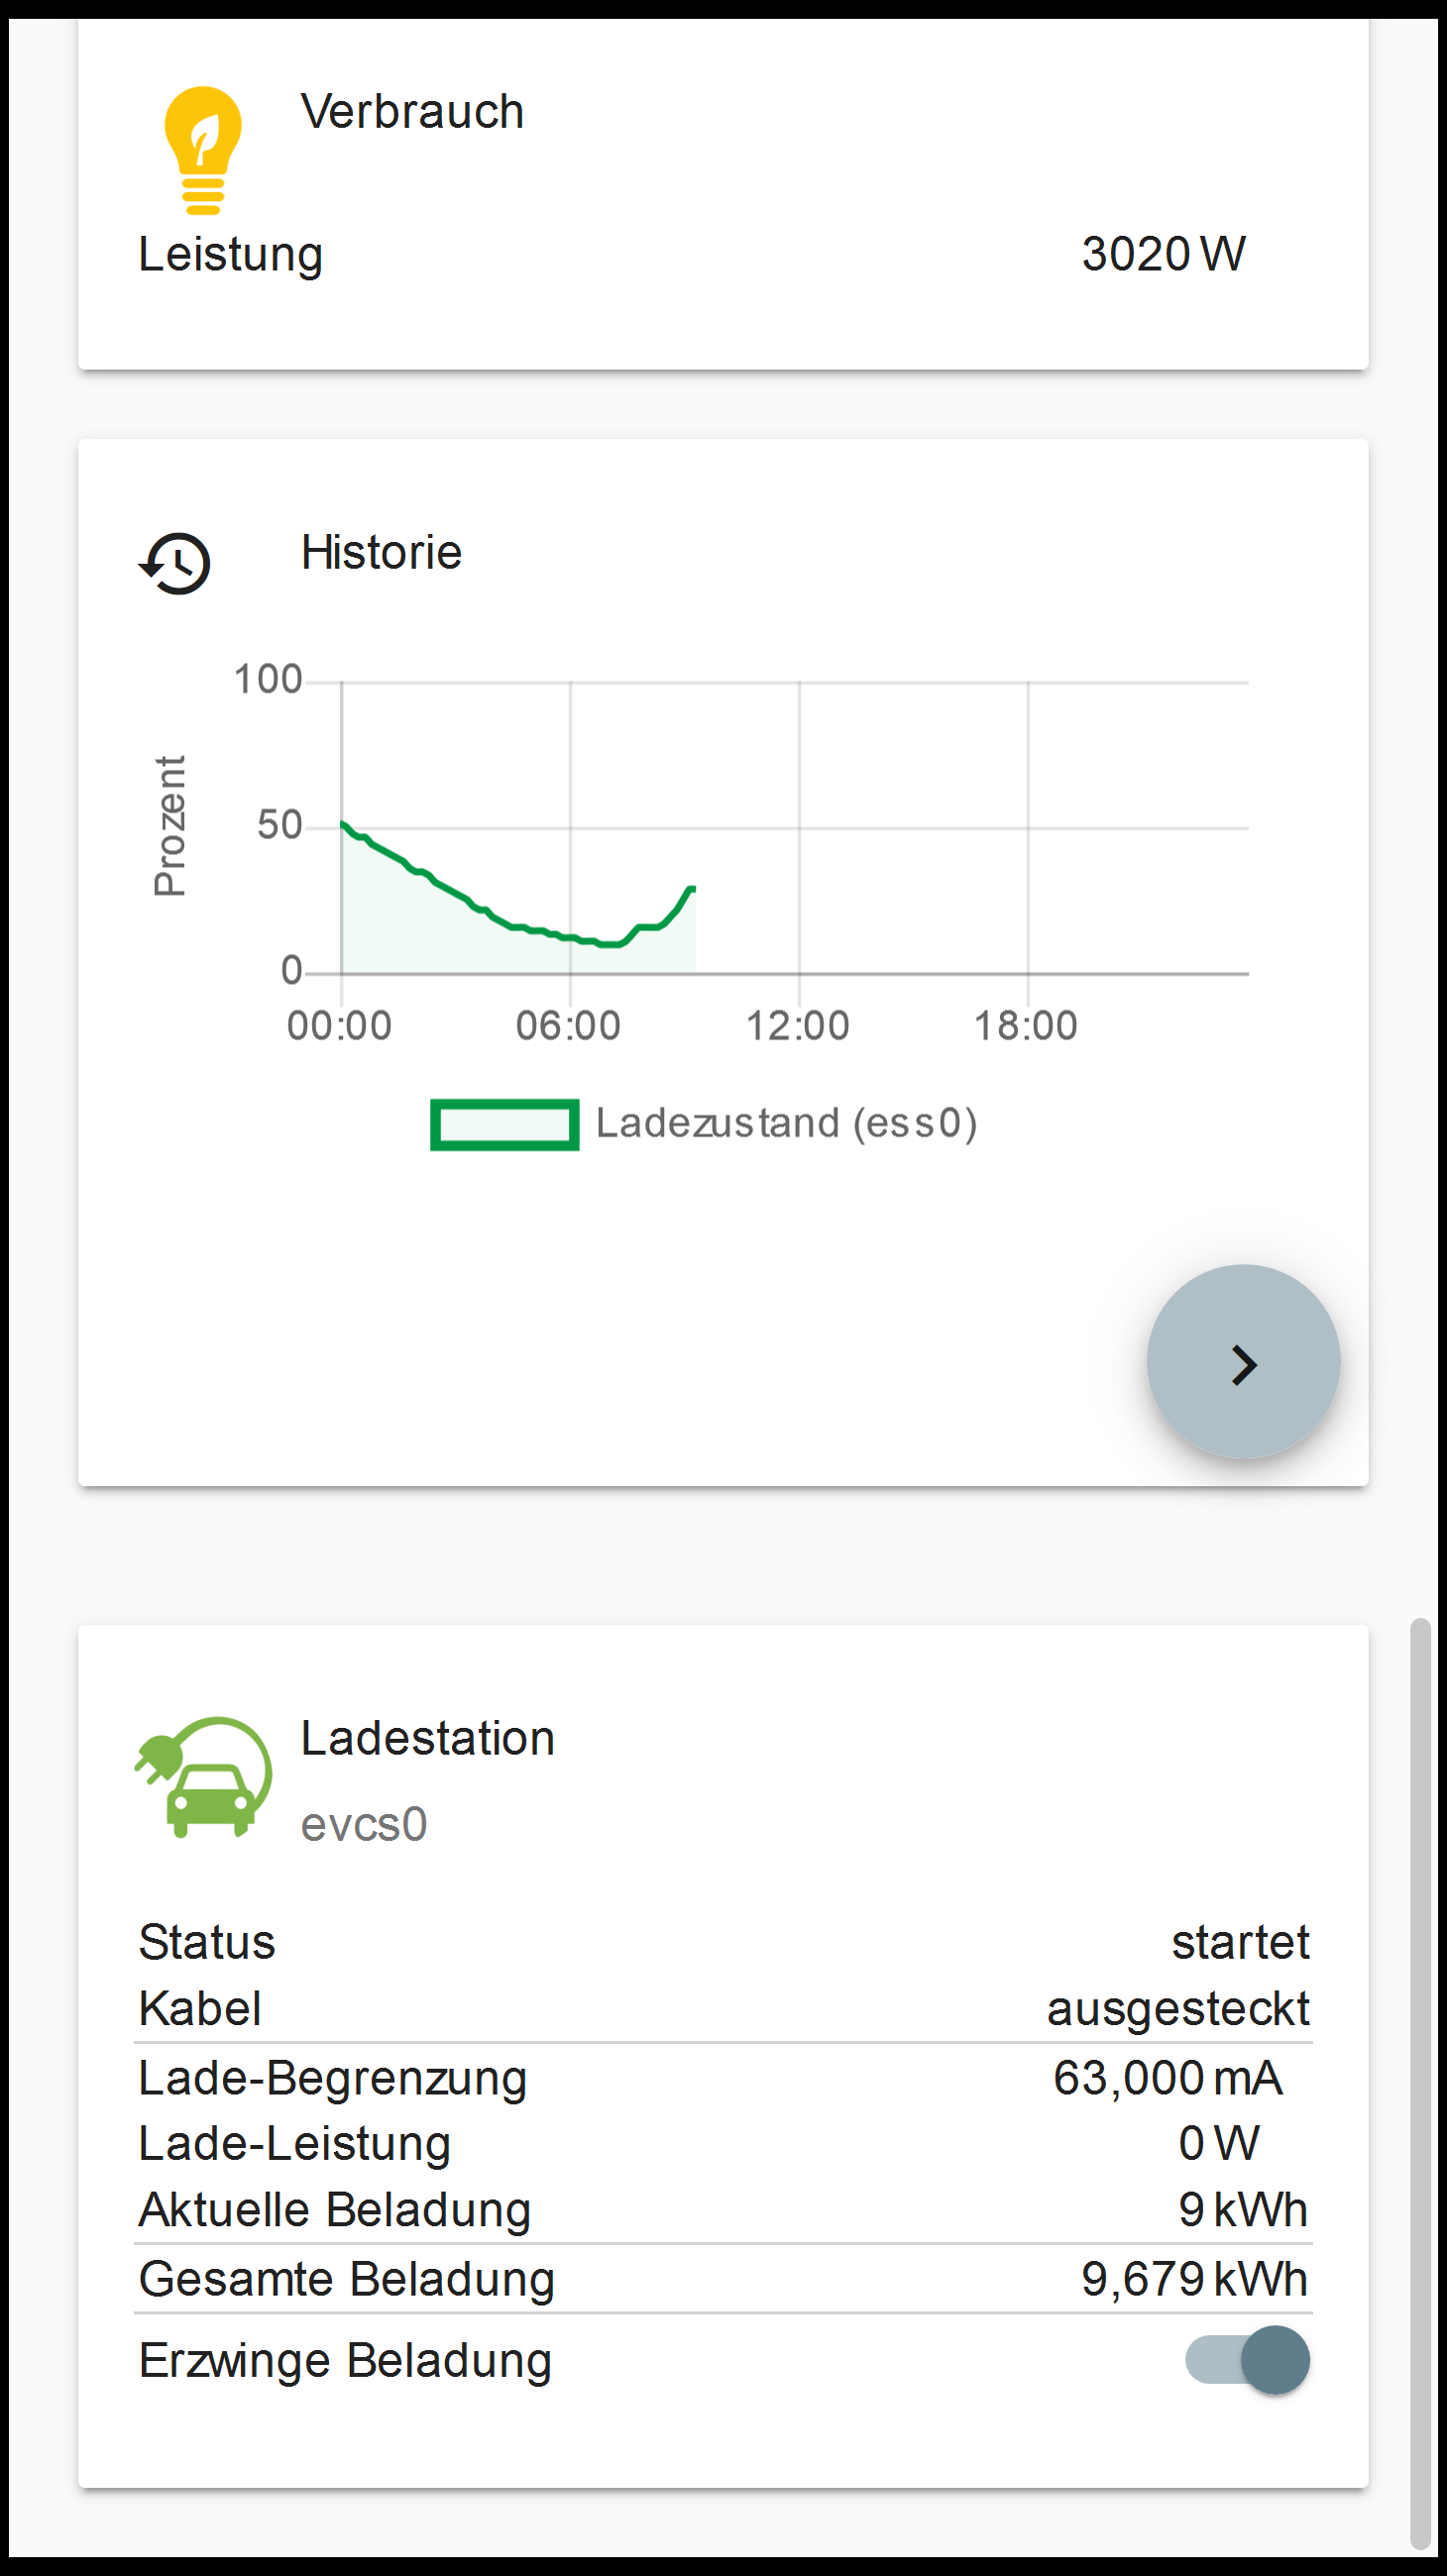 Verbrauch
Leistung 3020 W
Historie
100
50
0
Prozent
00:00 06:00 12:00 18:00
Ladezustand (ess0)
Ladestation
evcs0
Status startet
Kabel ausgesteckt
Lade-Begrenzung 63,000 mA
Lade-Leistung 0 W
Aktuelle Beladung 9 kWh
Gesamte Beladung 9,679 kWh
Erzwinge Beladung